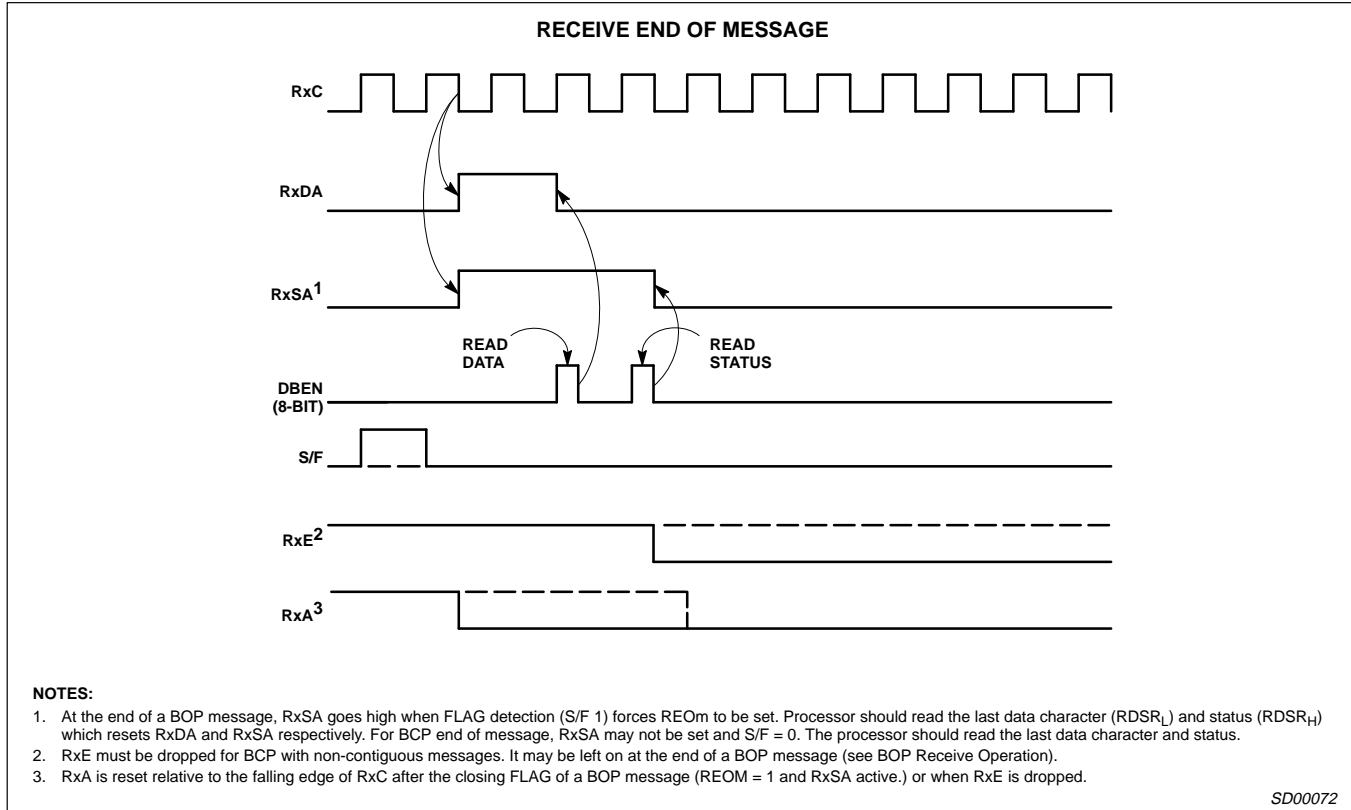 RECEIVE END OF MESSAGE
RxC
RxDA
RxSA1
READ
DATA
READ
STATUS
DBEN
(8-BIT)
S/F
RxE2
RxA3
NOTES:
1. At the end of a BOP message, RxSA goes high when FLAG detection (S/F 1) forces REOm to be set. Processor should read the last data character (RDSRL) and status (RDSRH)
which resets RxDA and RxSA respectively. For BCP end of message, RxSA may not be set and S/F = 0. The processor should read the last data character and status.
2. RxE must be dropped for BCP with non-contiguous messages. It may be left on at the end of a BOP message (see BOP Receive Operation).
3. RxA is reset relative to the falling edge of RxC after the closing FLAG of a BOP message (REOM = 1 and RxSA active.) or when RxE is dropped.
SD00072